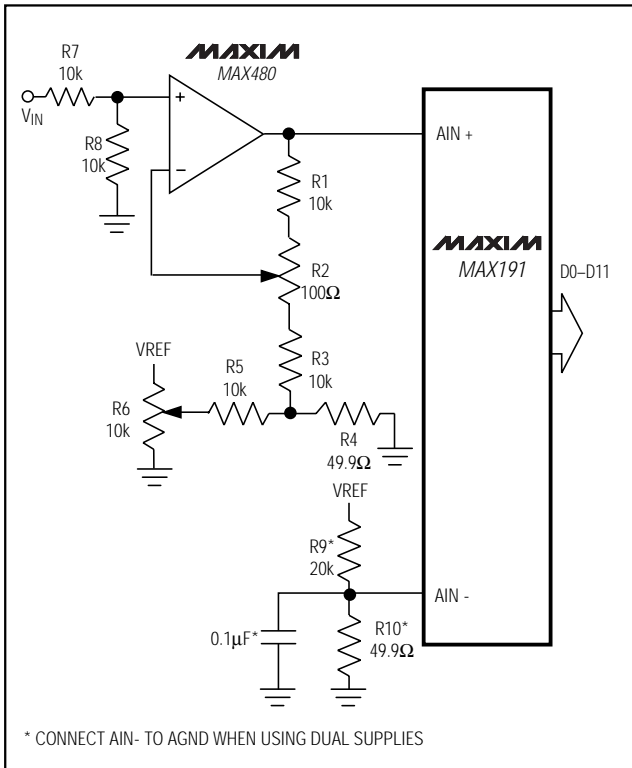 R7
10k
VIN
R8
10k
MAXIM
MAX480
+
−
R1
10k
R2
100Ω
R3
10k
VREF
R6
10k
R5
10k
R4
49.9Ω
AIN +
MAXIM
MAX191
D0–D11
VREF
R9*
20k
AIN -
0.1μF*
R10*
49.9Ω
* CONNECT AIN- TO AGND WHEN USING DUAL SUPPLIES